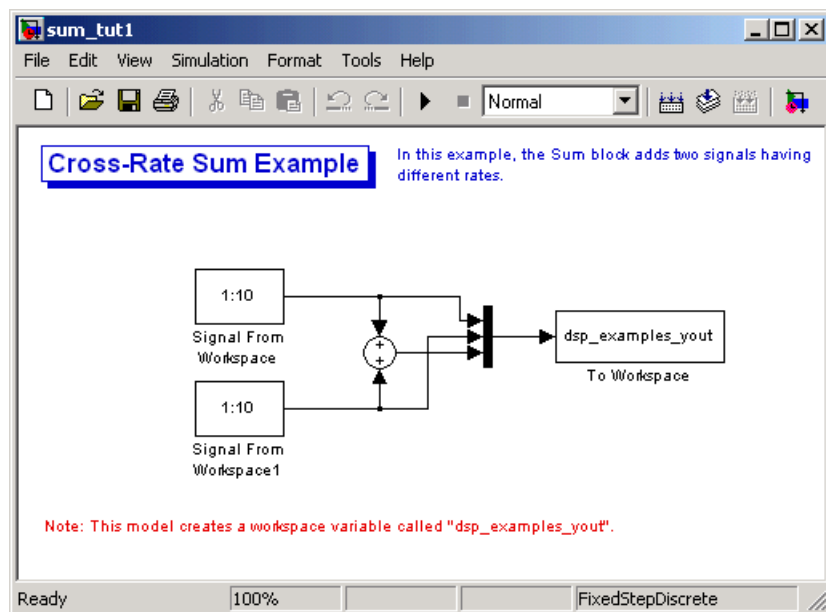 sum_tut1
File Edit View Simulation Format Tools Help
Normal
Cross-Rate Sum Example
In this example, the Sum block adds two signals having
different rates.
1:10
Signal From
Workspace
+
+
dsp_examples_yout
To Workspace
1:10
Signal From
Workspace1
Note: This model creates a workspace variable called "dsp_examples_yout".
Ready 100% FixedStepDiscrete